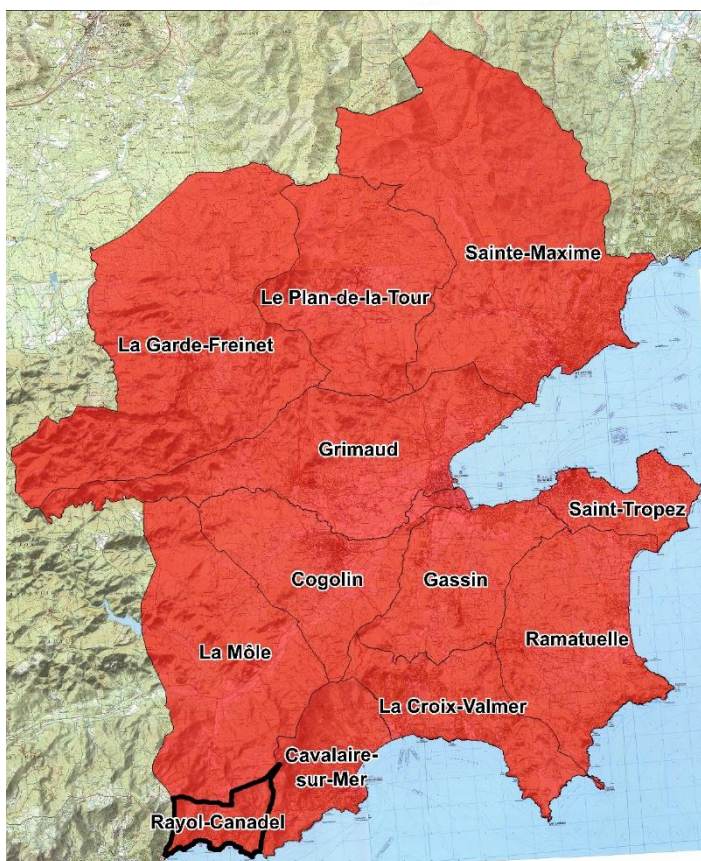 Sainte-Maxime
Le Plan-de-la-Tour
La Garde-Freinet
Grimaud
Saint-Tropez
Cogolin
Gassin
Ramatuelle
La Môle
La Croix-Valmer
Cavalaire-
sur-Mer
Rayol-Canadel